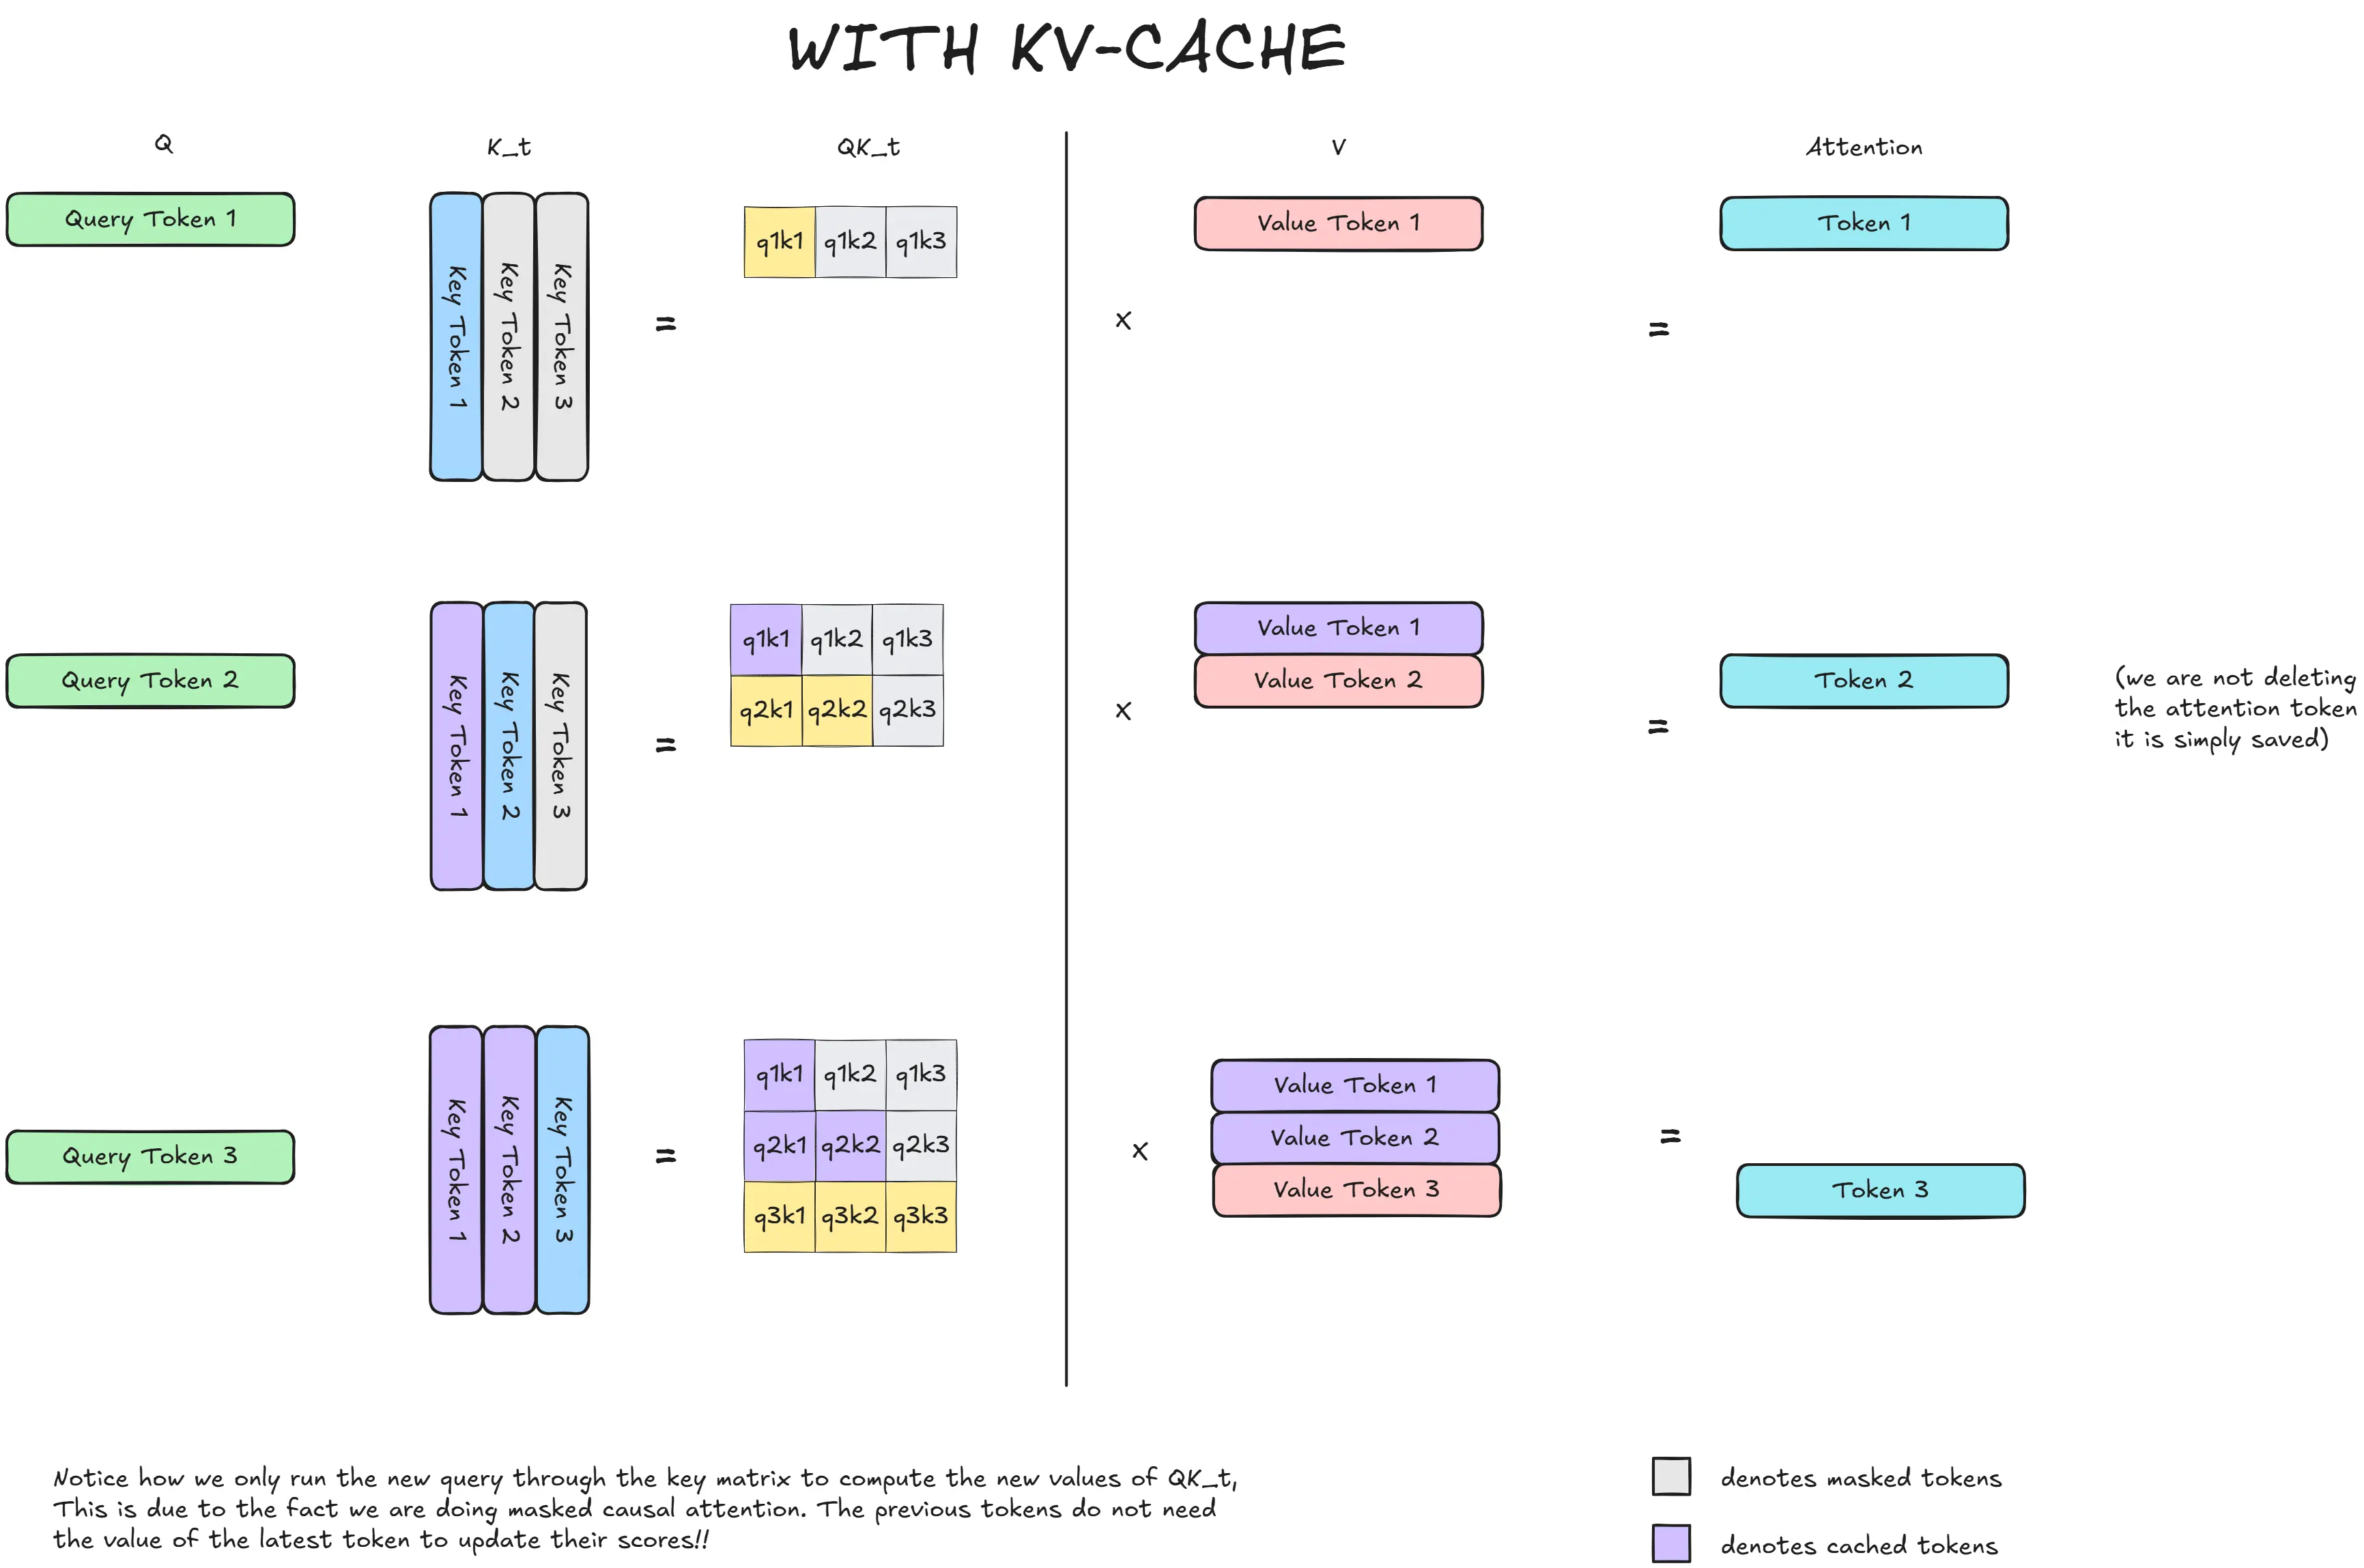 WITH KV-CACHE
Q
K_t
QK_t
V
Attention
Query Token 1
Key Token 1
Key Token 2
Key Token 3
=
q1k1 q1k2 q1k3
x
Value Token 1
=
Token 1
Query Token 2
Key Token 1
Key Token 2
Key Token 3
=
q1k1 q1k2 q1k3
q2k1 q2k2 q2k3
x
Value Token 1
Value Token 2
=
Token 2
(we are not deleting
the attention token
it is simply saved)
Query Token 3
Key Token 1
Key Token 2
Key Token 3
=
q1k1 q1k2 q1k3
q2k1 q2k2 q2k3
q3k1 q3k2 q3k3
x
Value Token 1
Value Token 2
Value Token 3
=
Token 3
Notice how we only run the new query through the key matrix to compute the new values of QK_t,
This is due to the fact we are doing masked causal attention. The previous tokens do not need
the value of the latest token to update their scores!!
denotes masked tokens
denotes cached tokens